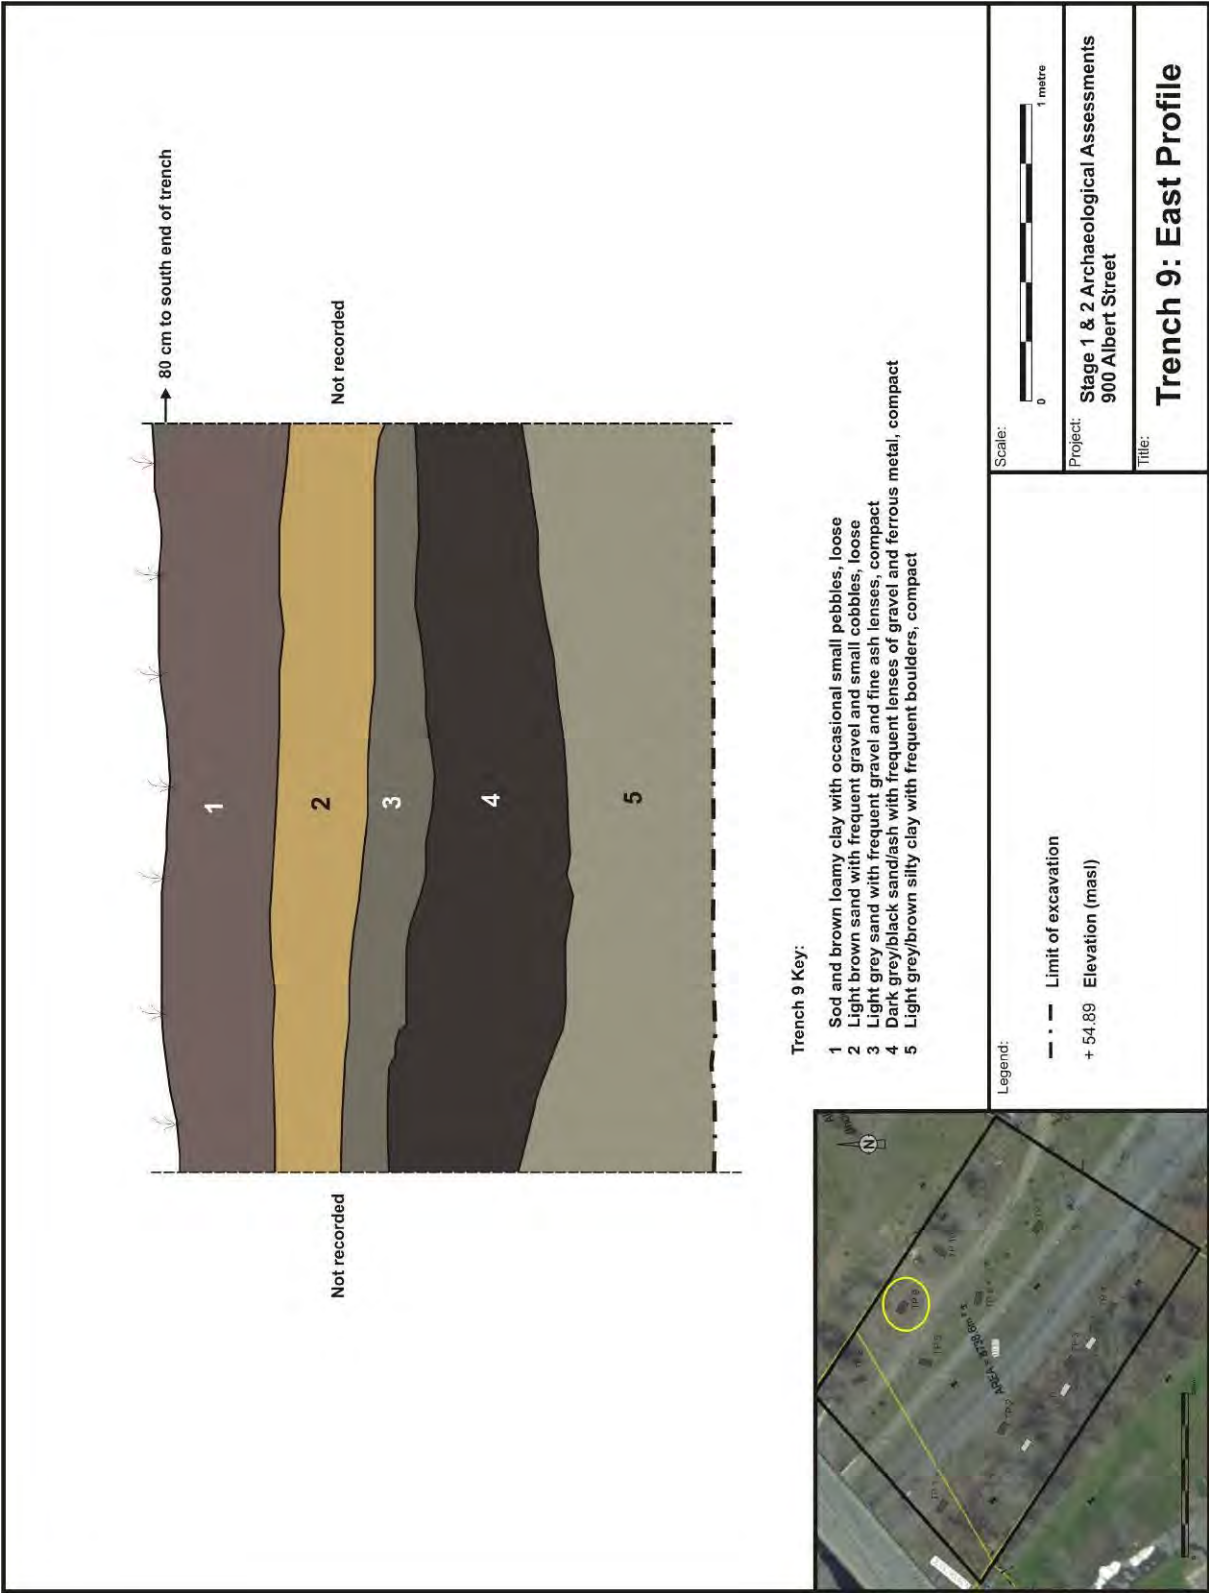 80 cm to south end of trench
Not recorded
Not recorded
1
2
3
4
5
Trench 9 Key:
1 Sod and brown loamy clay with occasional small pebbles, loose
2 Light brown sand with frequent gravel and small cobbles, loose
3 Light grey sand with frequent gravel and fine ash lenses, compact
4 Dark grey/black sand/ash with frequent lenses of gravel and ferrous metal, compact
5 Light grey/brown silty clay with frequent boulders, compact
N
Legend:
Limit of excavation
+ 54.89 Elevation (masl)
Scale:
0
1 metre
Project:
Stage 1 & 2 Archaeological Assessments
900 Albert Street
Title:
Trench 9: East Profile